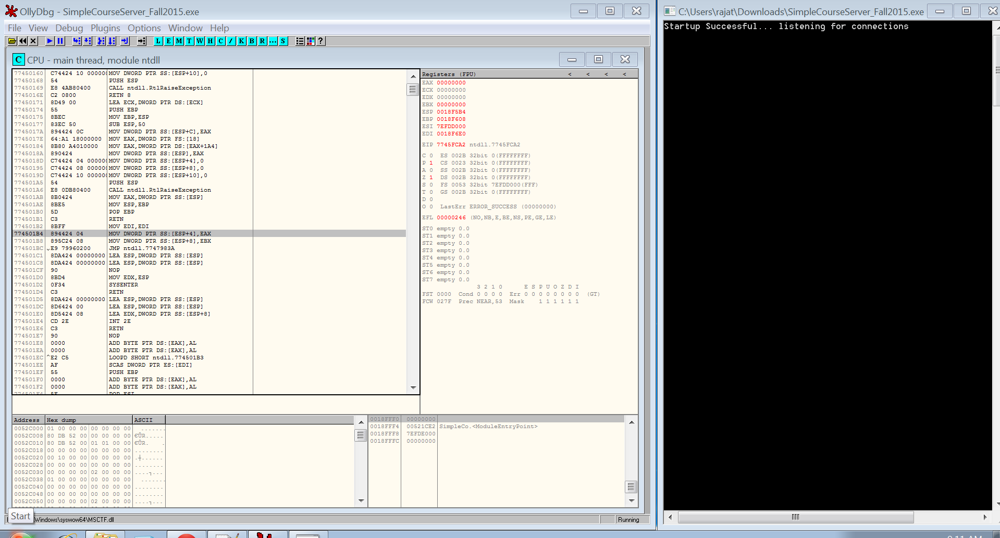 OllyDbg - SimpleCourseServer_Fall2015.exe
File View Debug Plugins Options Window Help
L E M T W H C / K B R ... S ?
C CPU - main thread, module ntdll
77450160 C74424 10 000000 MOV DWORD PTR SS:[ESP+10],0
77450168 54 PUSH ESP
77450169 E8 4AB80400 CALL ntdll.RtlRaiseException
7745016E C2 0800 RETN 8
77450171 8D49 00 LEA ECX,DWORD PTR DS:[ECX]
77450174 55 PUSH EBP
77450175 8BEC MOV EBP,ESP
77450177 83EC 50 SUB ESP,50
7745017A 894424 0C MOV DWORD PTR SS:[ESP+C],EAX
7745017E 64:A1 18000000 MOV EAX,DWORD PTR FS:[18]
77450184 8B80 A4010000 MOV EAX,DWORD PTR DS:[EAX+1A4]
7745018A 890424 MOV DWORD PTR SS:[ESP],EAX
7745018D C74424 04 000000 MOV DWORD PTR SS:[ESP+4],0
77450195 C74424 08 000000 MOV DWORD PTR SS:[ESP+8],0
7745019D C74424 10 000000 MOV DWORD PTR SS:[ESP+10],0
774501A5 54 PUSH ESP
774501A6 E8 0DB80400 CALL ntdll.RtlRaiseException
774501AB 8B0424 MOV EAX,DWORD PTR SS:[ESP]
774501AE 8BE5 MOV ESP,EBP
774501B0 5D POP EBP
774501B1 C3 RETN
774501B2 8BFF MOV EDI,EDI
774501B4 894424 04 MOV DWORD PTR SS:[ESP+4],EAX
774501B8 895C24 08 MOV DWORD PTR SS:[ESP+8],EBX
774501BC E9 79960200 JMP ntdll.7747983A
774501C1 8DA424 00000000 LEA ESP,DWORD PTR SS:[ESP]
774501C8 8DA424 00000000 LEA ESP,DWORD PTR SS:[ESP]
774501CF 90 NOP
774501D0 8BD4 MOV EDX,ESP
774501D2 0F34 SYSENTER
774501D4 C3 RETN
774501D5 8DA424 00000000 LEA ESP,DWORD PTR SS:[ESP]
774501DC 8D6424 00 LEA ESP,DWORD PTR SS:[ESP]
774501E0 8D5424 08 LEA EDX,DWORD PTR SS:[ESP+8]
774501E4 CD 2E INT 2E
774501E6 C3 RETN
774501E7 90 NOP
774501E8 0000 ADD BYTE PTR DS:[EAX],AL
774501EA 0000 ADD BYTE PTR DS:[EAX],AL
774501EC ^E2 C5 LOOPD SHORT ntdll.774501B3
774501EE AF SCAS DWORD PTR ES:[EDI]
774501EF 55 PUSH EBP
774501F0 0000 ADD BYTE PTR DS:[EAX],AL
774501F2 0000 ADD BYTE PTR DS:[EAX],AL
774501F4 5E POP ESI
Registers (FPU) < < < <
EAX 00000000
ECX 00000000
EDX 00000000
EBX 00000000
ESP 0018F5B4
EBP 0018F608
ESI 7EFDD000
EDI 0018F6E0
EIP 7745FCA2 ntdll.7745FCA2
C 0 ES 002B 32bit 0(FFFFFFFF)
P 1 CS 0023 32bit 0(FFFFFFFF)
A 0 SS 002B 32bit 0(FFFFFFFF)
Z 1 DS 002B 32bit 0(FFFFFFFF)
S 0 FS 0053 32bit 7EFDD000(FFF)
T 0 GS 002B 32bit 0(FFFFFFFF)
D 0
O 0 LastErr ERROR_SUCCESS (00000000)
EFL 00000246 (NO,NB,E,BE,NS,PE,GE,LE)
ST0 empty 0.0
ST1 empty 0.0
ST2 empty 0.0
ST3 empty 0.0
ST4 empty 0.0
ST5 empty 0.0
ST6 empty 0.0
ST7 empty 0.0
3 2 1 0 E S P U O Z D I
FST 0000 Cond 0 0 0 0 Err 0 0 0 0 0 0 0 0 (GT)
FCW 027F Prec NEAR,53 Mask 1 1 1 1 1 1
Address Hex dump ASCII
0052C000 01 00 00 00 00 00 00 00 .......
0052C008 80 DB 52 00 00 00 00 00 €ÛR.....
0052C010 80 DB 52 00 01 01 00 00 €ÛR. .
0052C018 00 00 00 00 00 00 00 00 ........
0052C020 00 10 00 00 00 00 00 00 .┼......
0052C028 00 00 00 00 00 00 00 00 ........
0052C030 00 00 00 00 02 00 00 00 ....┐...
0052C038 01 00 00 00 00 00 00 00 .......
0052C040 00 00 00 00 00 00 00 00 ........
0052C048 00 00 00 00 00 00 00 00 ........
0052C050 00 00 00 00 02 00 00 00 ....┐...
0018FFF0 00000000
0018FFF4 00521CE2 SimpleCo.<ModuleEntryPoint>
0018FFF8 7EFDE000
0018FFFC 00000000
Start
\Windows\syswow64\MSCTF.dll
Running
C:\Users\rajat\Downloads\SimpleCourseServer_Fall2015.exe
Startup Successful... listening for connections